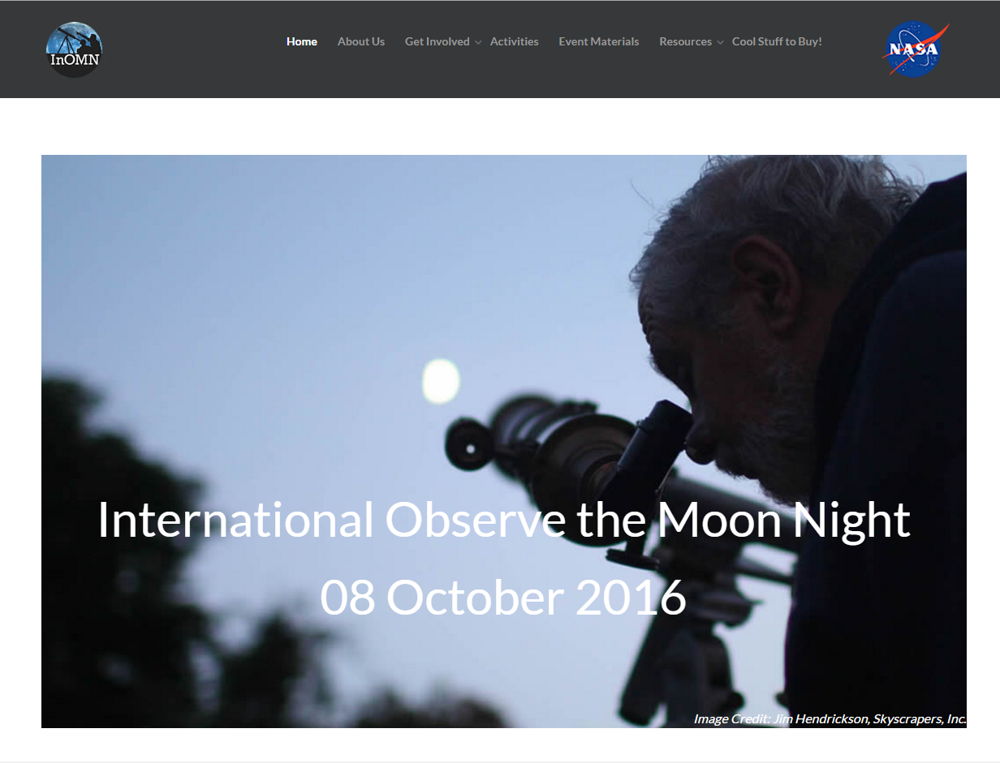 InOMN
Home About Us Get Involved Activities Event Materials Resources Cool Stuff to Buy!
NASA
International Observe the Moon Night
08 October 2016
Image Credit: Jim Hendrickson, Skyscrapers, Inc.